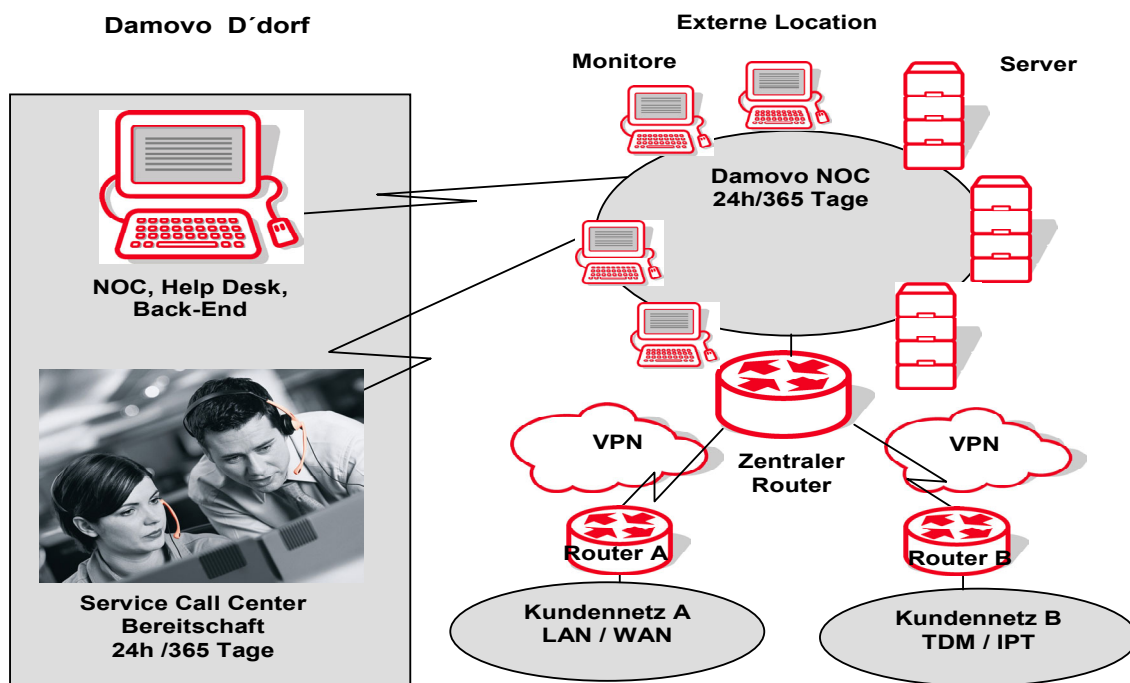 Damovo D´dorf
Externe Location
Monitore
Server
Damovo NOC
24h/365 Tage
NOC, Help Desk,
Back-End
Service Call Center
Bereitschaft
24h /365 Tage
VPN
VPN
Zentraler
Router
Router A
Router B
Kundennetz A
LAN / WAN
Kundennetz B
TDM / IPT